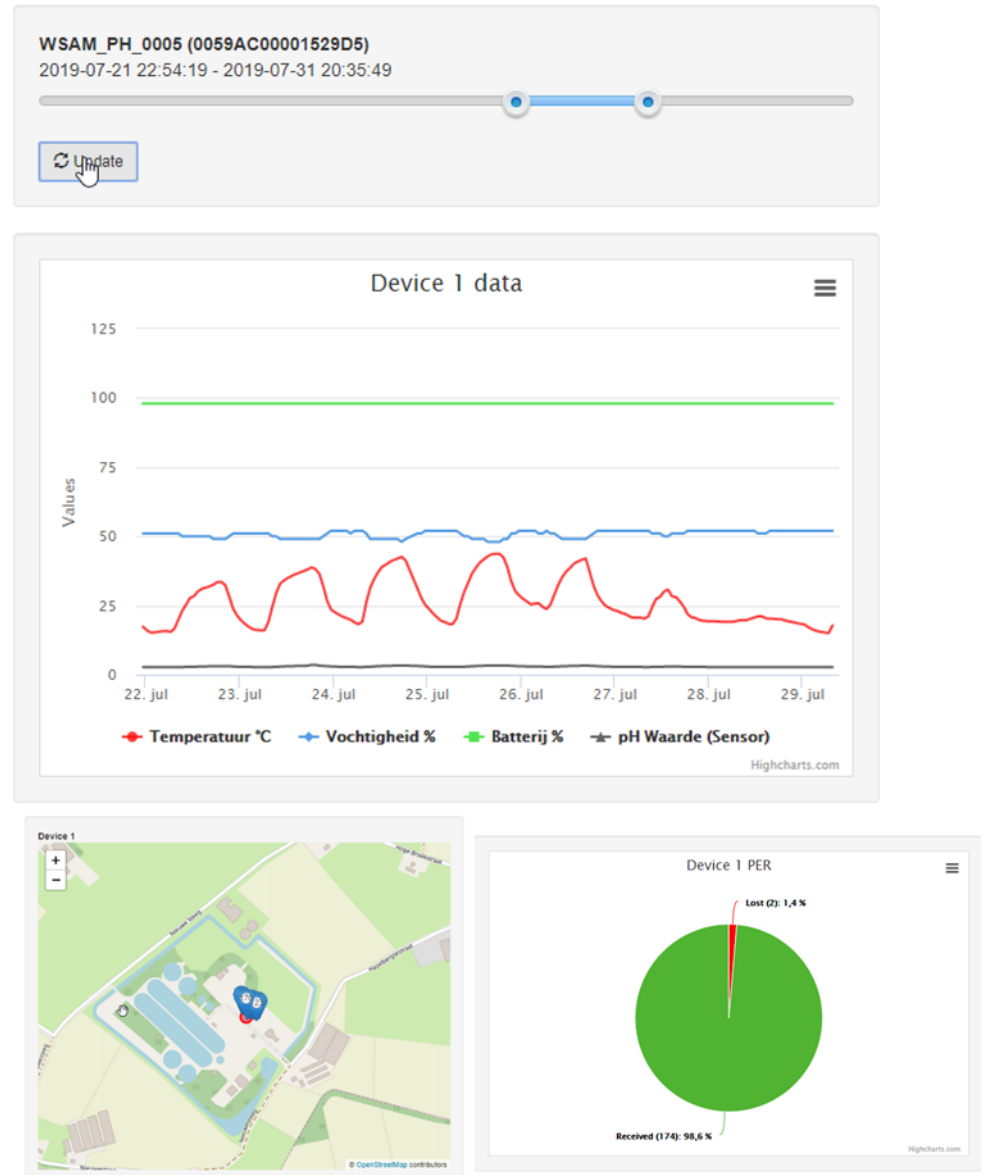 WSAM_PH_0005 (0059AC00001529D5)
2019-07-21 22:54:19 - 2019-07-31 20:35:49
Update
Device 1 data
125
100
75
50
25
0
Values
22. jul 23. jul 24. jul 25. jul 26. jul 27. jul 28. jul 29. jul
Temperatuur °C Vochtigheid % Batterij % pH Waarde (Sensor)
Highcharts.com
Device 1
+
−
Nieuwe Steeg
© OpenStreetMap contributors
Device 1 PER
Lost (2): 1,4 %
Received (174): 98,6 %
Highcharts.com